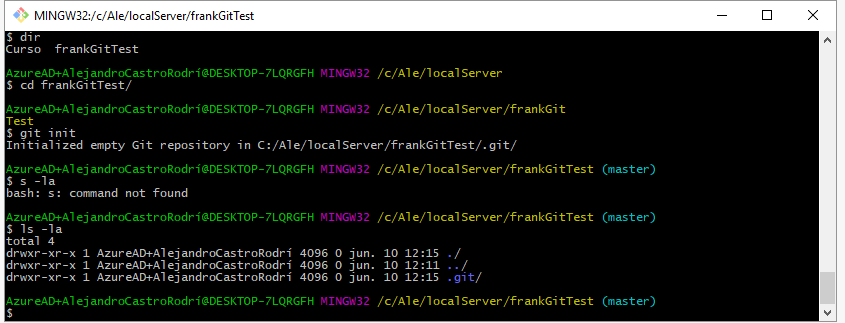 MINGW32:/c/Ale/localServer/frankGitTest
$ dir
Curso  frankGitTest
AzureAD+AlejandroCastroRodrí@DESKTOP-7LQRGFH MINGW32 /c/Ale/localServer
$ cd frankGitTest/
AzureAD+AlejandroCastroRodrí@DESKTOP-7LQRGFH MINGW32 /c/Ale/localServer/frankGit
Test
$ git init
Initialized empty Git repository in C:/Ale/localServer/frankGitTest/.git/
AzureAD+AlejandroCastroRodrí@DESKTOP-7LQRGFH MINGW32 /c/Ale/localServer/frankGitTest (master)
$ s -la
bash: s: command not found
AzureAD+AlejandroCastroRodrí@DESKTOP-7LQRGFH MINGW32 /c/Ale/localServer/frankGitTest (master)
$ ls -la
total 4
drwxr-xr-x 1 AzureAD+AlejandroCastroRodrí 4096 0 jun. 10 12:15 ./
drwxr-xr-x 1 AzureAD+AlejandroCastroRodrí 4096 0 jun. 10 12:11 ../
drwxr-xr-x 1 AzureAD+AlejandroCastroRodrí 4096 0 jun. 10 12:15 .git/
AzureAD+AlejandroCastroRodrí@DESKTOP-7LQRGFH MINGW32 /c/Ale/localServer/frankGitTest (master)
$